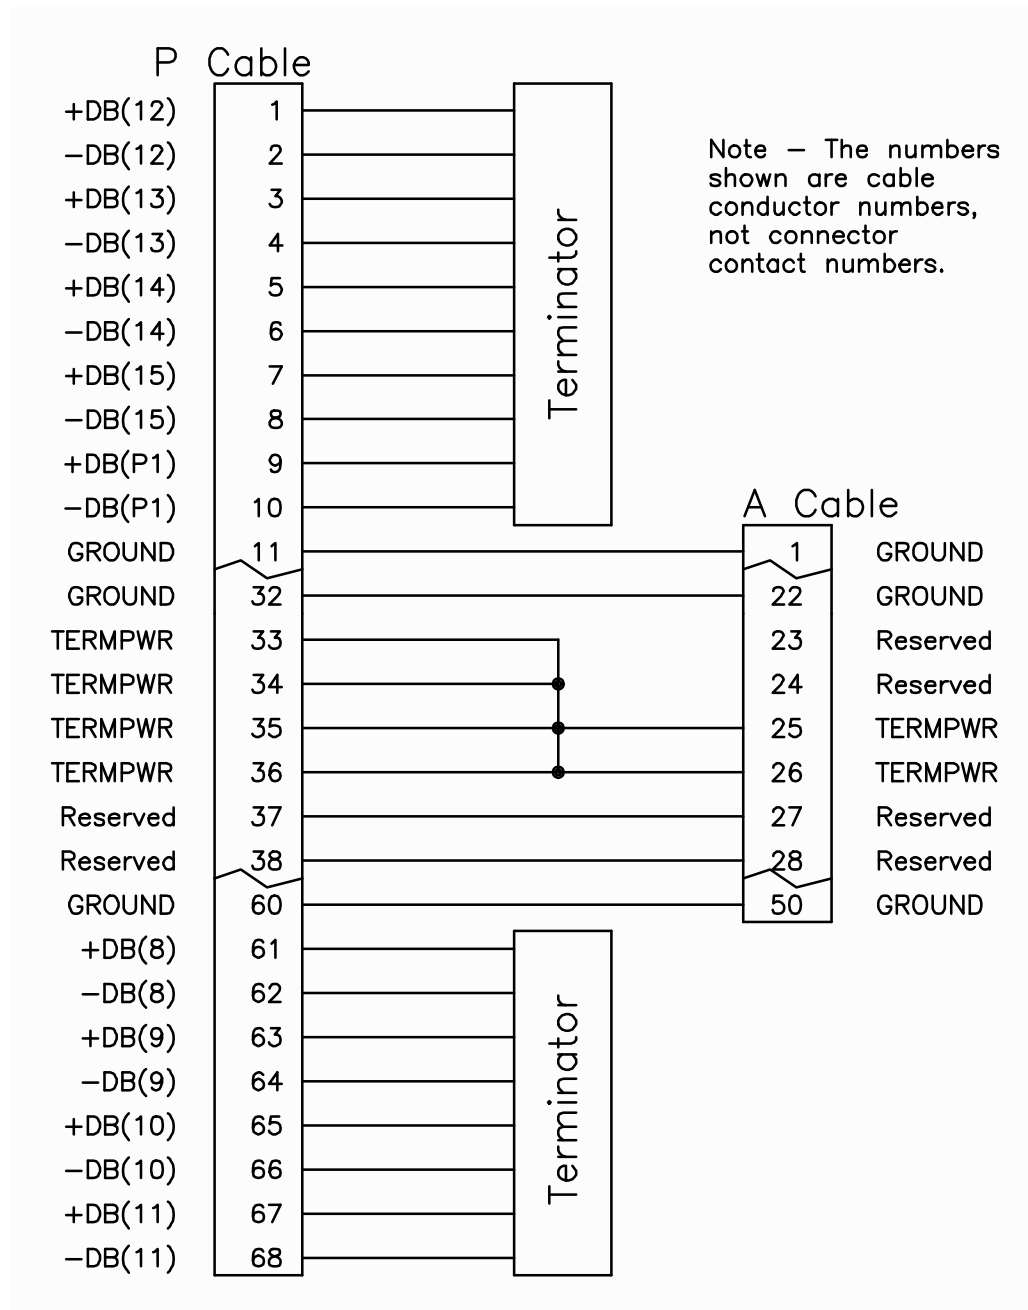 P Cable
+DB(12) 1
−DB(12) 2
+DB(13) 3
−DB(13) 4
+DB(14) 5
−DB(14) 6
+DB(15) 7
−DB(15) 8
+DB(P1) 9
−DB(P1) 10
Terminator
Note − The numbers
shown are cable
conductor numbers,
not connector
contact numbers.
A Cable
GROUND 11 1 GROUND
GROUND 32 22 GROUND
TERMPWR 33 23 Reserved
TERMPWR 34 24 Reserved
TERMPWR 35 25 TERMPWR
TERMPWR 36 26 TERMPWR
Reserved 37 27 Reserved
Reserved 38 28 Reserved
GROUND 60 50 GROUND
+DB(8) 61
−DB(8) 62
+DB(9) 63
−DB(9) 64
+DB(10) 65
−DB(10) 66
+DB(11) 67
−DB(11) 68
Terminator